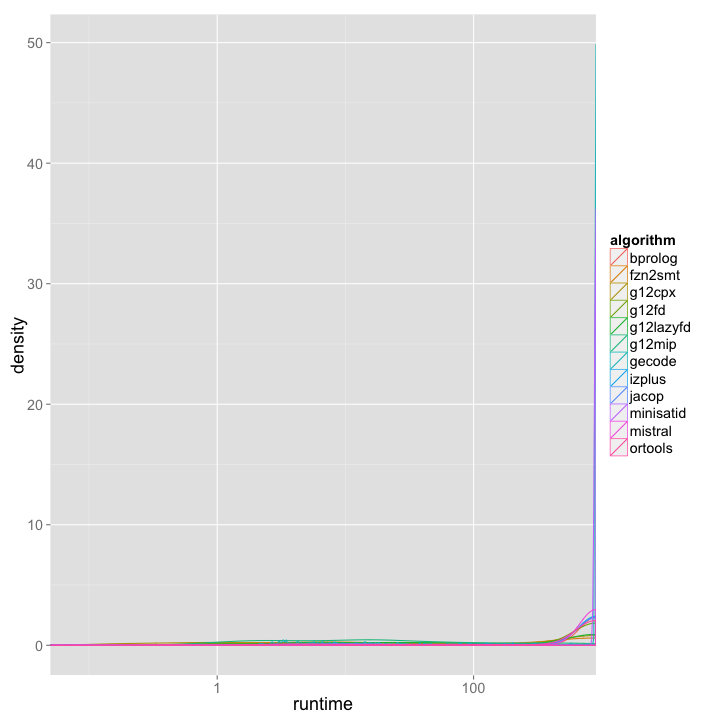 50
40
30
20
10
0
density
1
100
runtime
algorithm
bprolog
fzn2smt
g12cpx
g12fd
g12lazyfd
g12mip
gecode
izplus
jacop
minisatid
mistral
ortools